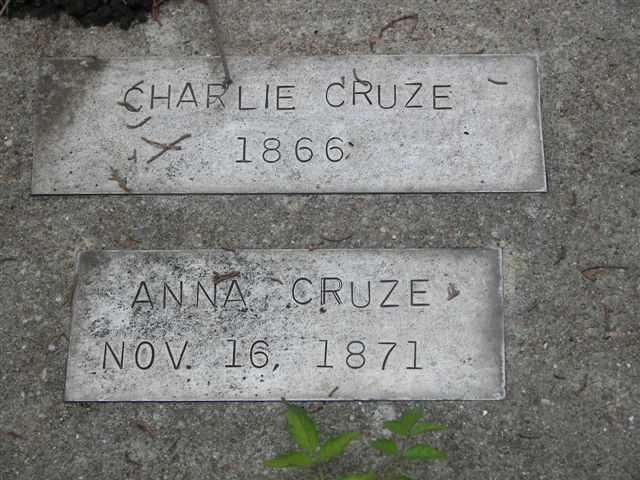 CHARLIE CRUZE
1866
ANNA CRUZE
NOV. 16, 1871